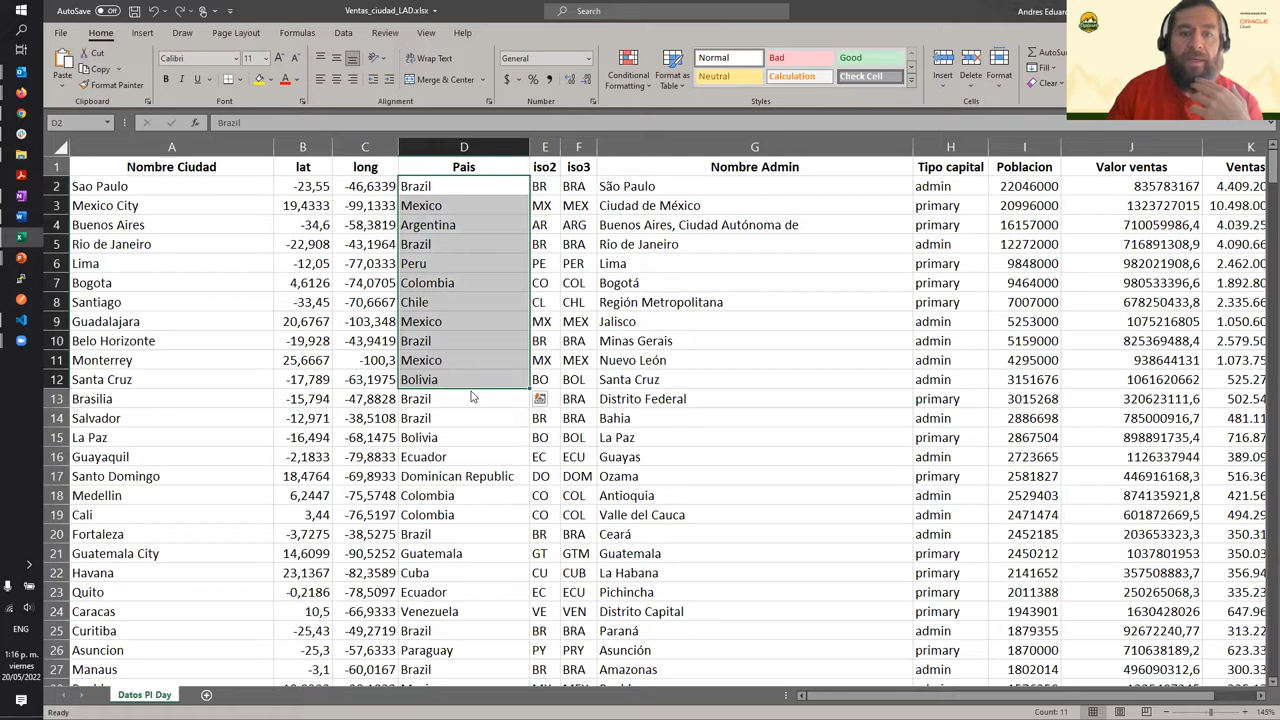 AutoSave Off Ventas_ciudad_LAD.xlsx Search Andres Eduar
File Home Insert Draw Page Layout Formulas Data Review View Help
Paste Cut Copy Format Painter Clipboard
Calibri 11 B I U Font
Alignment Merge & Center
General $ % Number
Conditional Formatting Format as Table
Normal Bad Good
Neutral Calculation Check Cell
Styles
Insert Delete Format Cells
AutoSu Fill Clear
ORACLE
Cloud
D2 fx Brazil
A B C D E F G H I J K
1 Nombre Ciudad lat long Pais iso2 iso3 Nombre Admin Tipo capital Poblacion Valor ventas Ventas
2 Sao Paulo -23,55 -46,6339 Brazil BR BRA São Paulo admin 22046000 835783167 4.409.20
3 Mexico City 19,4333 -99,1333 Mexico MX MEX Ciudad de México primary 20996000 1323727015 10.498.00
4 Buenos Aires -34,6 -58,3819 Argentina AR ARG Buenos Aires, Ciudad Autónoma de primary 16157000 710059986,4 4.039.25
5 Rio de Janeiro -22,908 -43,1964 Brazil BR BRA Rio de Janeiro admin 12272000 716891308,9 4.090.66
6 Lima -12,05 -77,0333 Peru PE PER Lima primary 9848000 982021908,6 2.462.00
7 Bogota 4,6126 -74,0705 Colombia CO COL Bogotá primary 9464000 980533396,6 1.892.80
8 Santiago -33,45 -70,6667 Chile CL CHL Región Metropolitana primary 7007000 678250433,8 2.335.66
9 Guadalajara 20,6767 -103,348 Mexico MX MEX Jalisco admin 5253000 1075216805 1.050.60
10 Belo Horizonte -19,928 -43,9419 Brazil BR BRA Minas Gerais admin 5159000 825369488,4 2.579.50
11 Monterrey 25,6667 -100,3 Mexico MX MEX Nuevo León admin 4295000 938644131 1.073.75
12 Santa Cruz -17,789 -63,1975 Bolivia BO BOL Santa Cruz admin 3151676 1061620662 525.27
13 Brasilia -15,794 -47,8828 Brazil BRA Distrito Federal primary 3015268 320623111,6 502.54
14 Salvador -12,971 -38,5108 Brazil BR BRA Bahia admin 2886698 785000916,7 481.11
15 La Paz -16,494 -68,1475 Bolivia BO BOL La Paz primary 2867504 898891735,4 716.87
16 Guayaquil -2,1833 -79,8833 Ecuador EC ECU Guayas admin 2723665 1126337944 389.09
17 Santo Domingo 18,4764 -69,8933 Dominican Republic DO DOM Ozama primary 2581827 446916168,2 516.36
18 Medellin 6,2447 -75,5748 Colombia CO COL Antioquia admin 2529403 874135921,8 421.56
19 Cali 3,44 -76,5197 Colombia CO COL Valle del Cauca admin 2471474 601872669,5 494.29
20 Fortaleza -3,7275 -38,5275 Brazil BR BRA Ceará admin 2452185 203653323,7 350.31
21 Guatemala City 14,6099 -90,5252 Guatemala GT GTM Guatemala primary 2450212 1037801953 350.03
22 Havana 23,1367 -82,3589 Cuba CU CUB La Habana primary 2141652 357508883,7 356.94
23 Quito -0,2186 -78,5097 Ecuador EC ECU Pichincha primary 2011388 250265068,3 335.23
24 Caracas 10,5 -66,9333 Venezuela VE VEN Distrito Capital primary 1943901 1630428026 647.96
25 Curitiba -25,43 -49,2719 Brazil BR BRA Paraná admin 1879355 92672240,77 313.22
26 Asuncion -25,3 -57,6333 Paraguay PY PRY Asunción primary 1870000 710638189,2 623.33
27 Manaus -3,1 -60,0167 Brazil BR BRA Amazonas admin 1802014 496090312,6 300.33
ENG
1:16 p. m.
viernes
20/05/2022
Datos PI Day
Ready Count: 11 145%